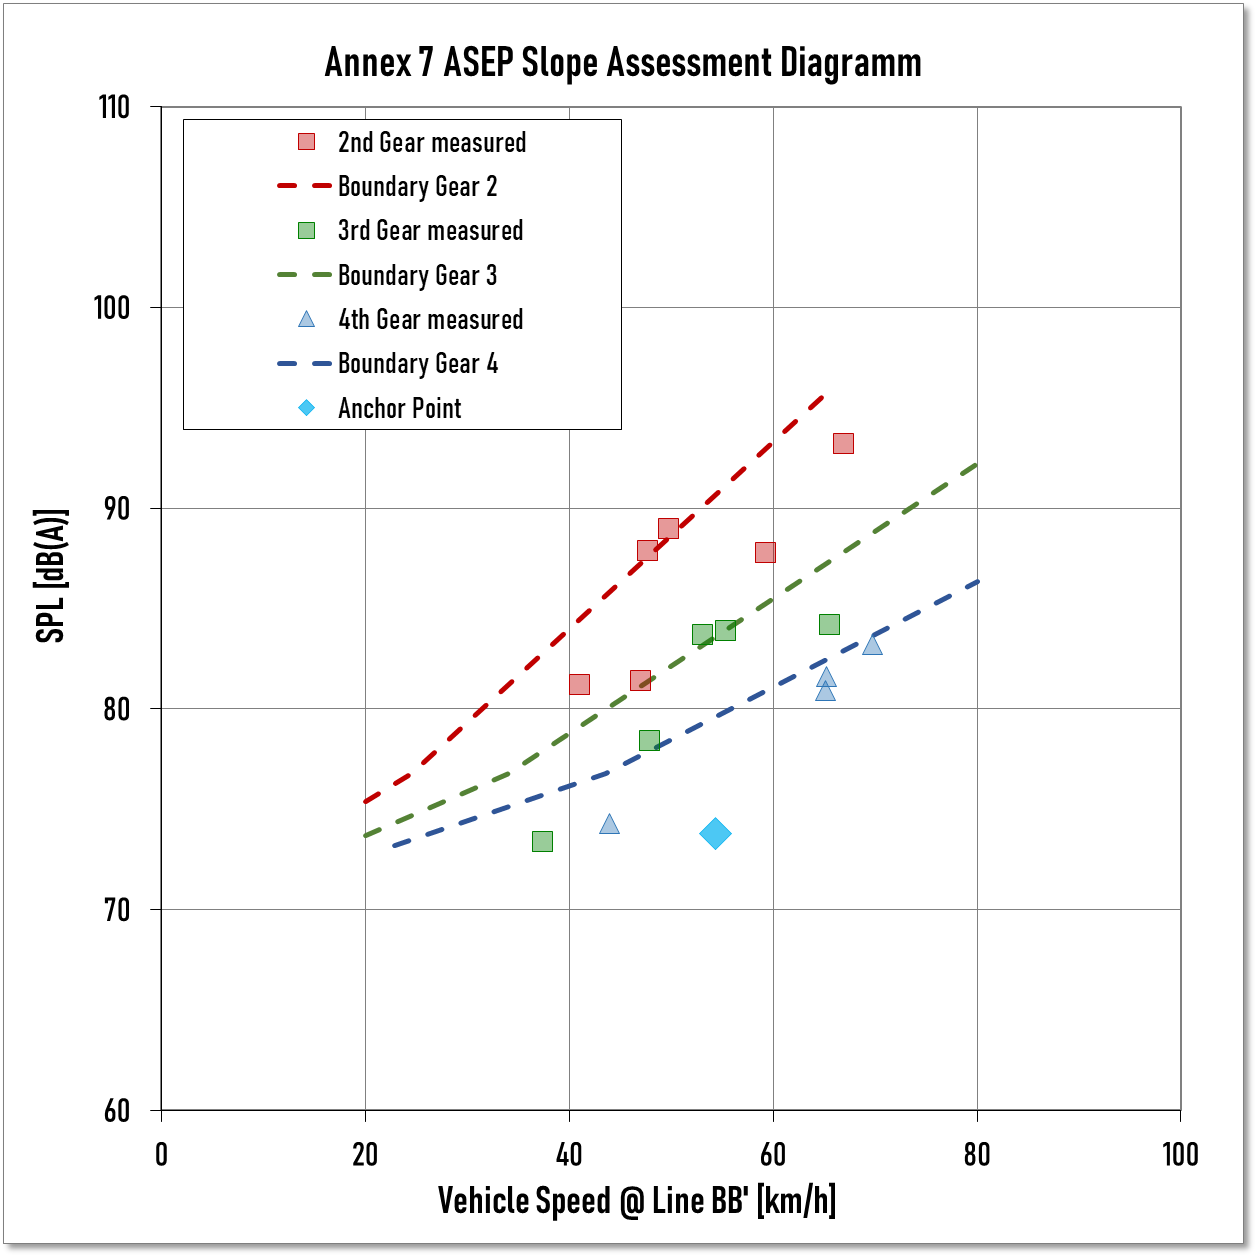 Annex 7 ASEP Slope Assessment Diagramm
110
2nd Gear measured
Boundary Gear 2
3rd Gear measured
Boundary Gear 3
4th Gear measured
Boundary Gear 4
Anchor Point
100
90
80
70
60
SPL [dB(A)]
0 20 40 60 80 100
Vehicle Speed @ Line BB' [km/h]